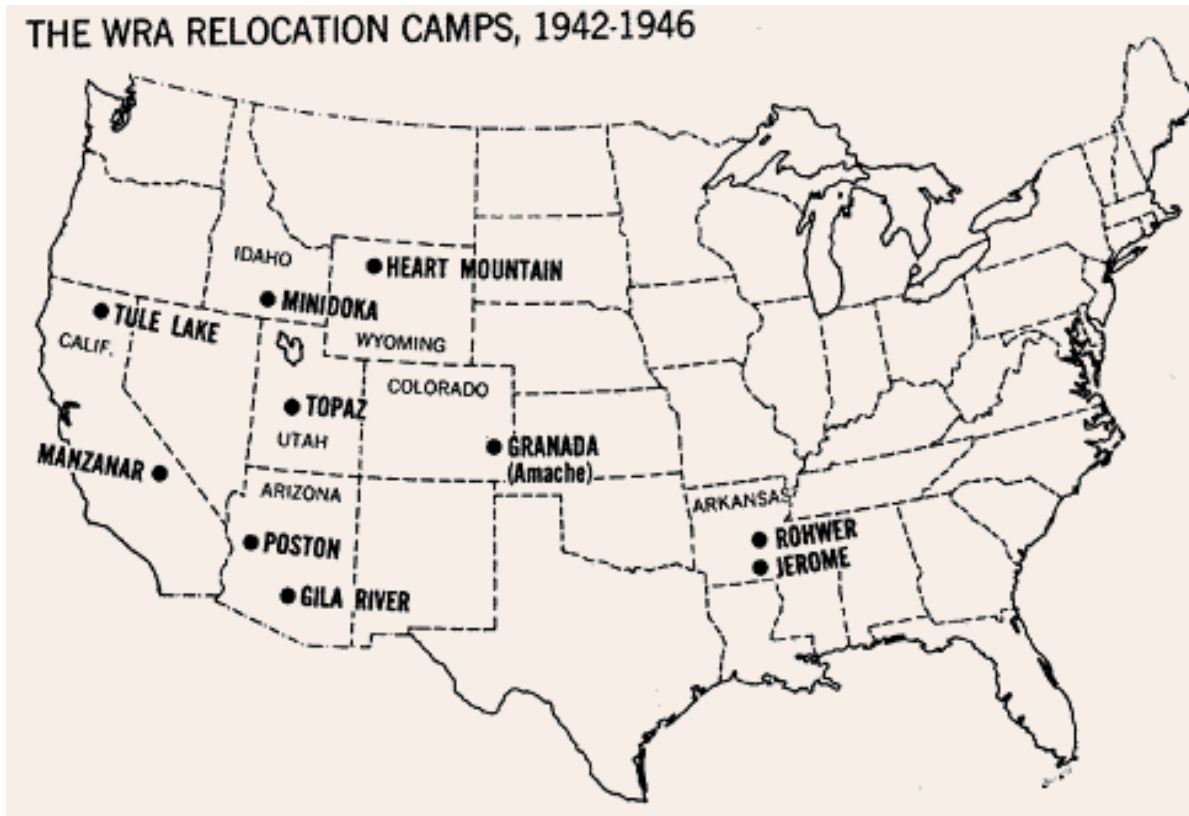 THE WRA RELOCATION CAMPS, 1942-1946
IDAHO
HEART MOUNTAIN
MINIDOKA
TULE LAKE
CALIF.
WYOMING
COLORADO
TOPAZ
UTAH
GRANADA
(Amache)
MANZANAR
ARIZONA
ARKANSAS
POSTON
ROHWER
JEROME
GILA RIVER